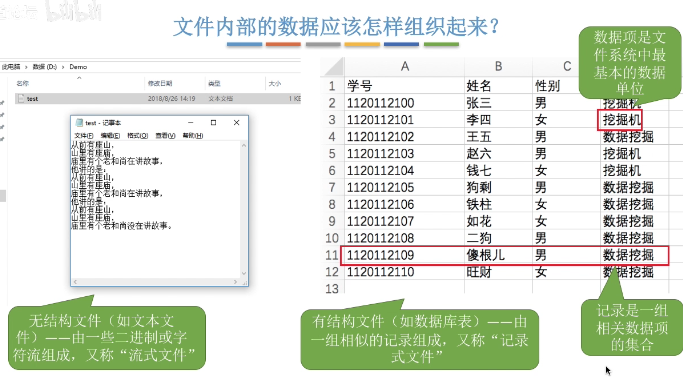 文件内部的数据应该怎样组织起来？
此电脑 › 数据 (D:) › Demo
名称 修改日期 类型 大小
test 2018/8/26 14:19 文本文档 1 KB
test - 记事本
文件(F) 编辑(E) 格式(O) 查看(V) 帮助(H)
从前有座山，
山里有座庙，
庙里有个老和尚在讲故事，
他讲的是，
从前有座山，
山里有座庙，
庙里有个老和尚在讲故事，
他讲的是，
从前有座山，
山里有座庙，
庙里有个老和尚没在讲故事。
无结构文件（如文本文
件）——由一些二进制或字
符流组成，又称“流式文件”
A B C
1 学号 姓名 性别
2 1120112100 张三 男 挖掘机
3 1120112101 李四 女 挖掘机
4 1120112102 王五 男 数据挖掘
5 1120112103 赵六 男 挖掘机
6 1120112104 钱七 女 挖掘机
7 1120112105 狗剩 男 数据挖掘
8 1120112106 铁柱 女 数据挖掘
9 1120112107 如花 女 数据挖掘
10 1120112108 二狗 男 数据挖掘
11 1120112109 傻根儿 男 数据挖掘
12 1120112110 旺财 女 数据挖掘
13
数据项是文
件系统中最
基本的数据
单位
有结构文件（如数据库表）——由
一组相似的记录组成，又称“记录
式文件”
记录是一组
相关数据项
的集合